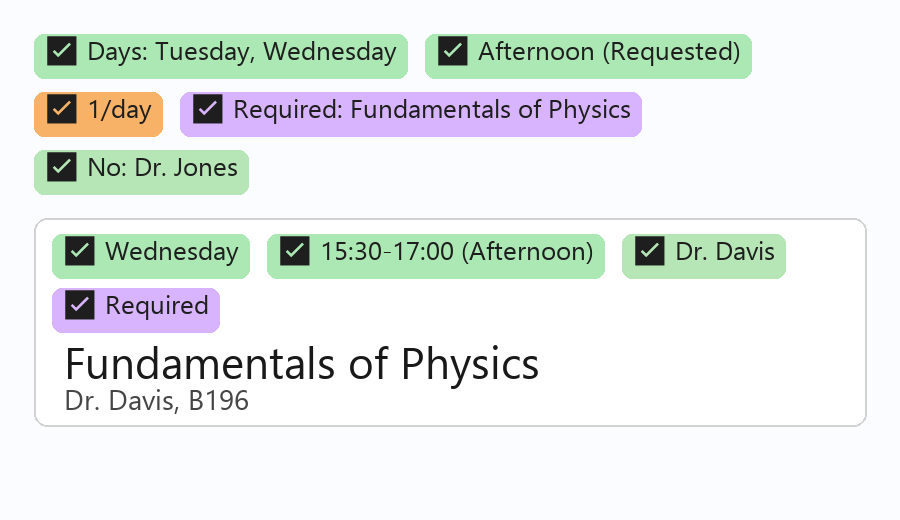 Days: Tuesday, Wednesday Afternoon (Requested)
1/day Required: Fundamentals of Physics
No: Dr. Jones
Wednesday 15:30-17:00 (Afternoon) Dr. Davis
Required
Fundamentals of Physics
Dr. Davis, B196